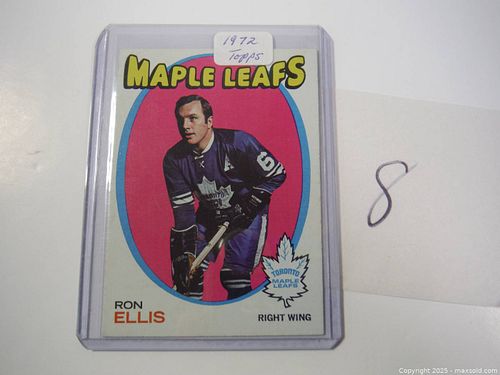 1972
Topps
MAPLE LEAFS
A
6
TORONTO
MAPLE
LEAFS
RON
ELLIS
RIGHT WING
8
Copyright 2025 - maxsold.com